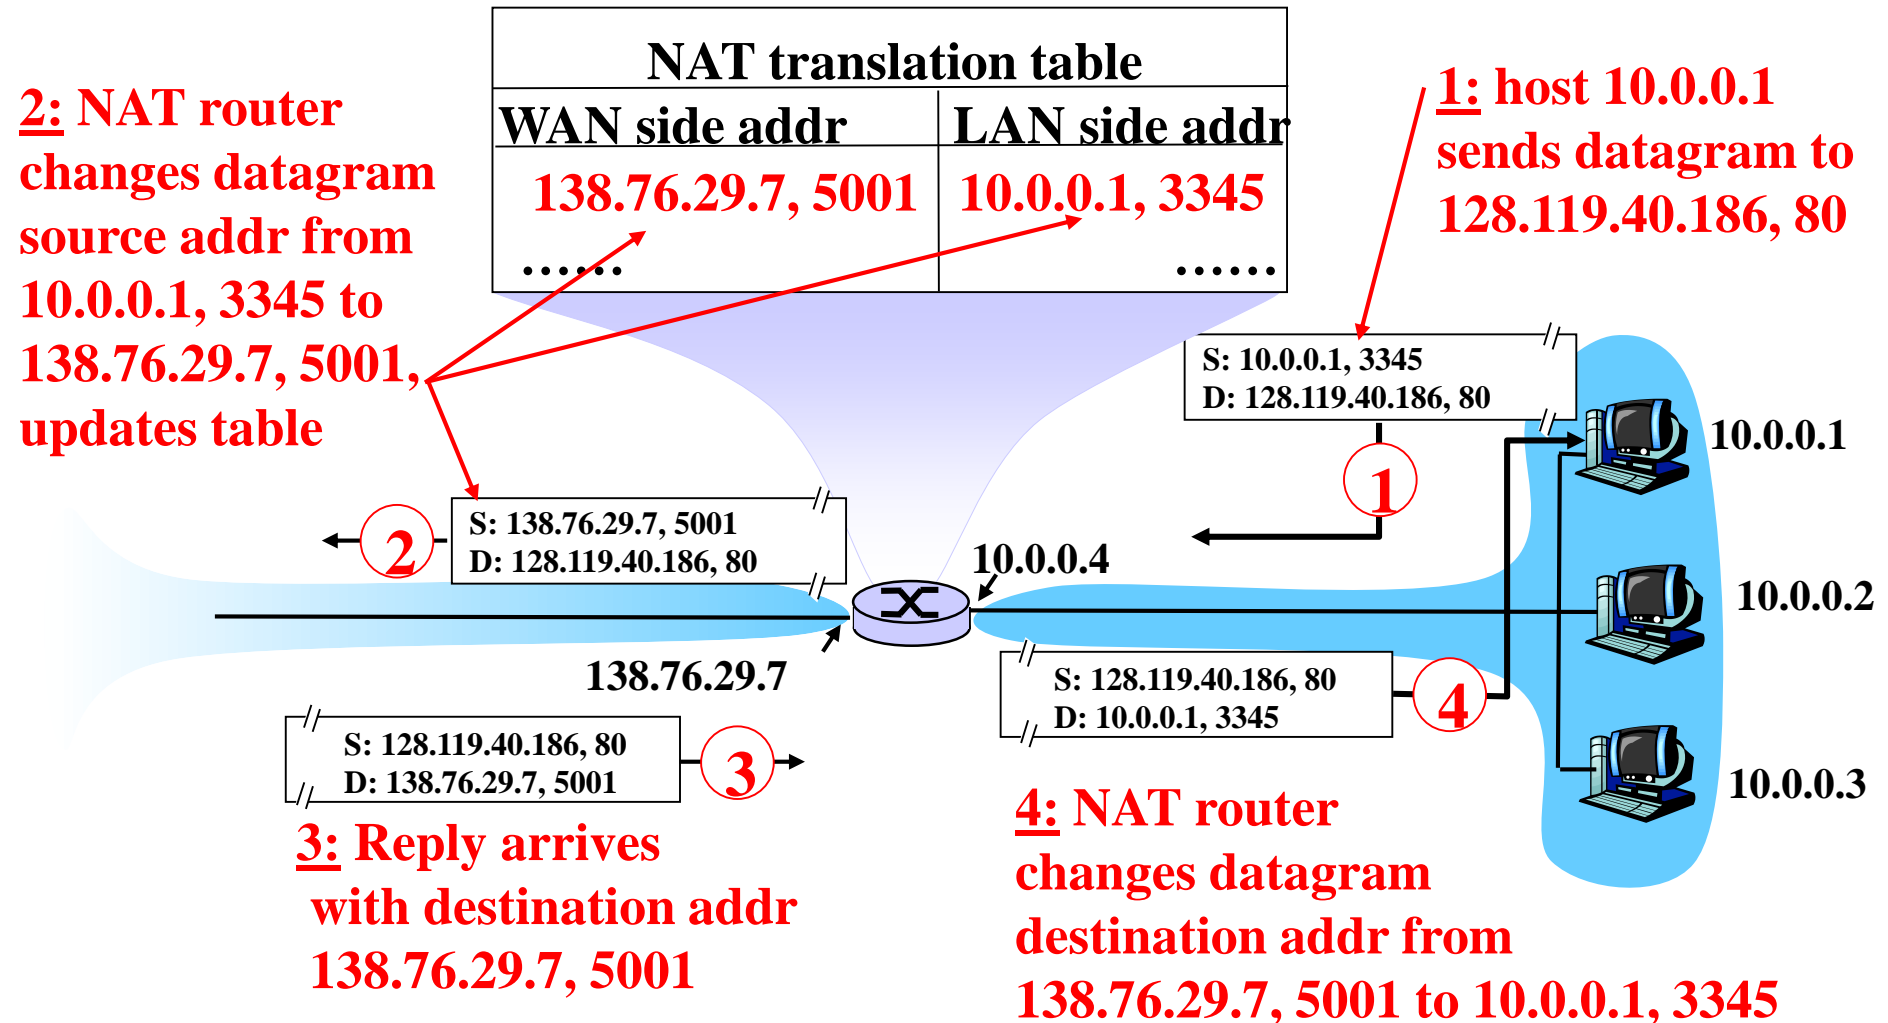 NAT translation table
WAN side addr
LAN side addr
138.76.29.7, 5001
10.0.0.1, 3345
......
......
2: NAT router
changes datagram
source addr from
10.0.0.1, 3345 to
138.76.29.7, 5001,
updates table
1: host 10.0.0.1
sends datagram to
128.119.40.186, 80
S: 10.0.0.1, 3345
D: 128.119.40.186, 80
1
10.0.0.1
S: 138.76.29.7, 5001
D: 128.119.40.186, 80
2
10.0.0.4
10.0.0.2
138.76.29.7
S: 128.119.40.186, 80
D: 10.0.0.1, 3345
4
S: 128.119.40.186, 80
D: 138.76.29.7, 5001
3
10.0.0.3
3: Reply arrives
with destination addr
138.76.29.7, 5001
4: NAT router
changes datagram
destination addr from
138.76.29.7, 5001 to 10.0.0.1, 3345